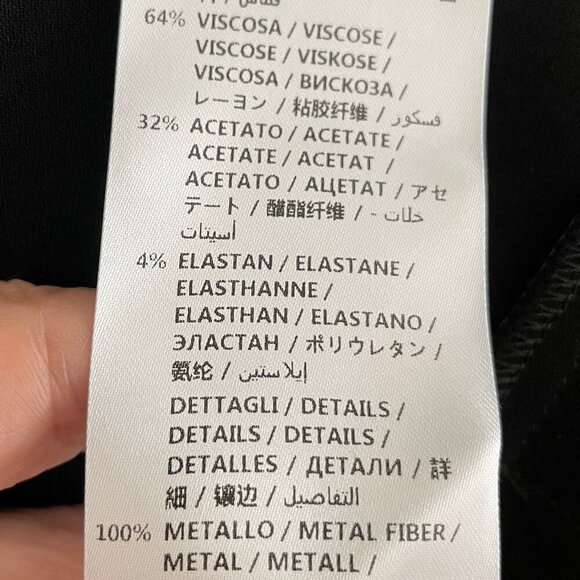 64% VISCOSA / VISCOSE /
VISCOSE / VISKOSE /
VISCOSA / ВИСКОЗА /
レーヨン / 粘胶纤维 / فسكوز
32% ACETATO / ACETATE /
ACETATE / ACETAT /
ACETATO / АЦЕТАТ / アセ
テート / 醋酯纤维 / خلات -
أسيتات
4% ELASTAN / ELASTANE /
ELASTHANNE /
ELASTHAN / ELASTANO /
ЭЛАСТАН / ポリウレタン /
氨纶 / إيلاستين
DETTAGLI / DETAILS /
DETAILS / DETAILS /
DETALLES / ДЕТАЛИ / 詳
細 / 镶边 / التفاصيل
100% METALLO / METAL FIBER /
METAL / METALL /